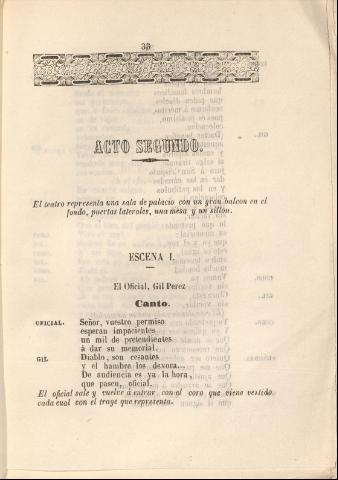 33
ACTO SEGUNDO.
El teatro representa una sala de palacio con un gran balcon en el
fondo, puertas laterales, una mesa y un sillon.
ESCENA I.
El Oficial, Gil Perez
Canto.
OFICIAL. Señor, vuestro permiso
esperan impacientes
un mil de pretendientes
á dar su memorial.
GIL Diablo, son cesantes
y el hambre los devora...
De audiencia es ya la hora,
que pasen, oficial.
El oficial sale y vuelve á entrar con el coro que viene vestido
cada cual con el trage que representa.